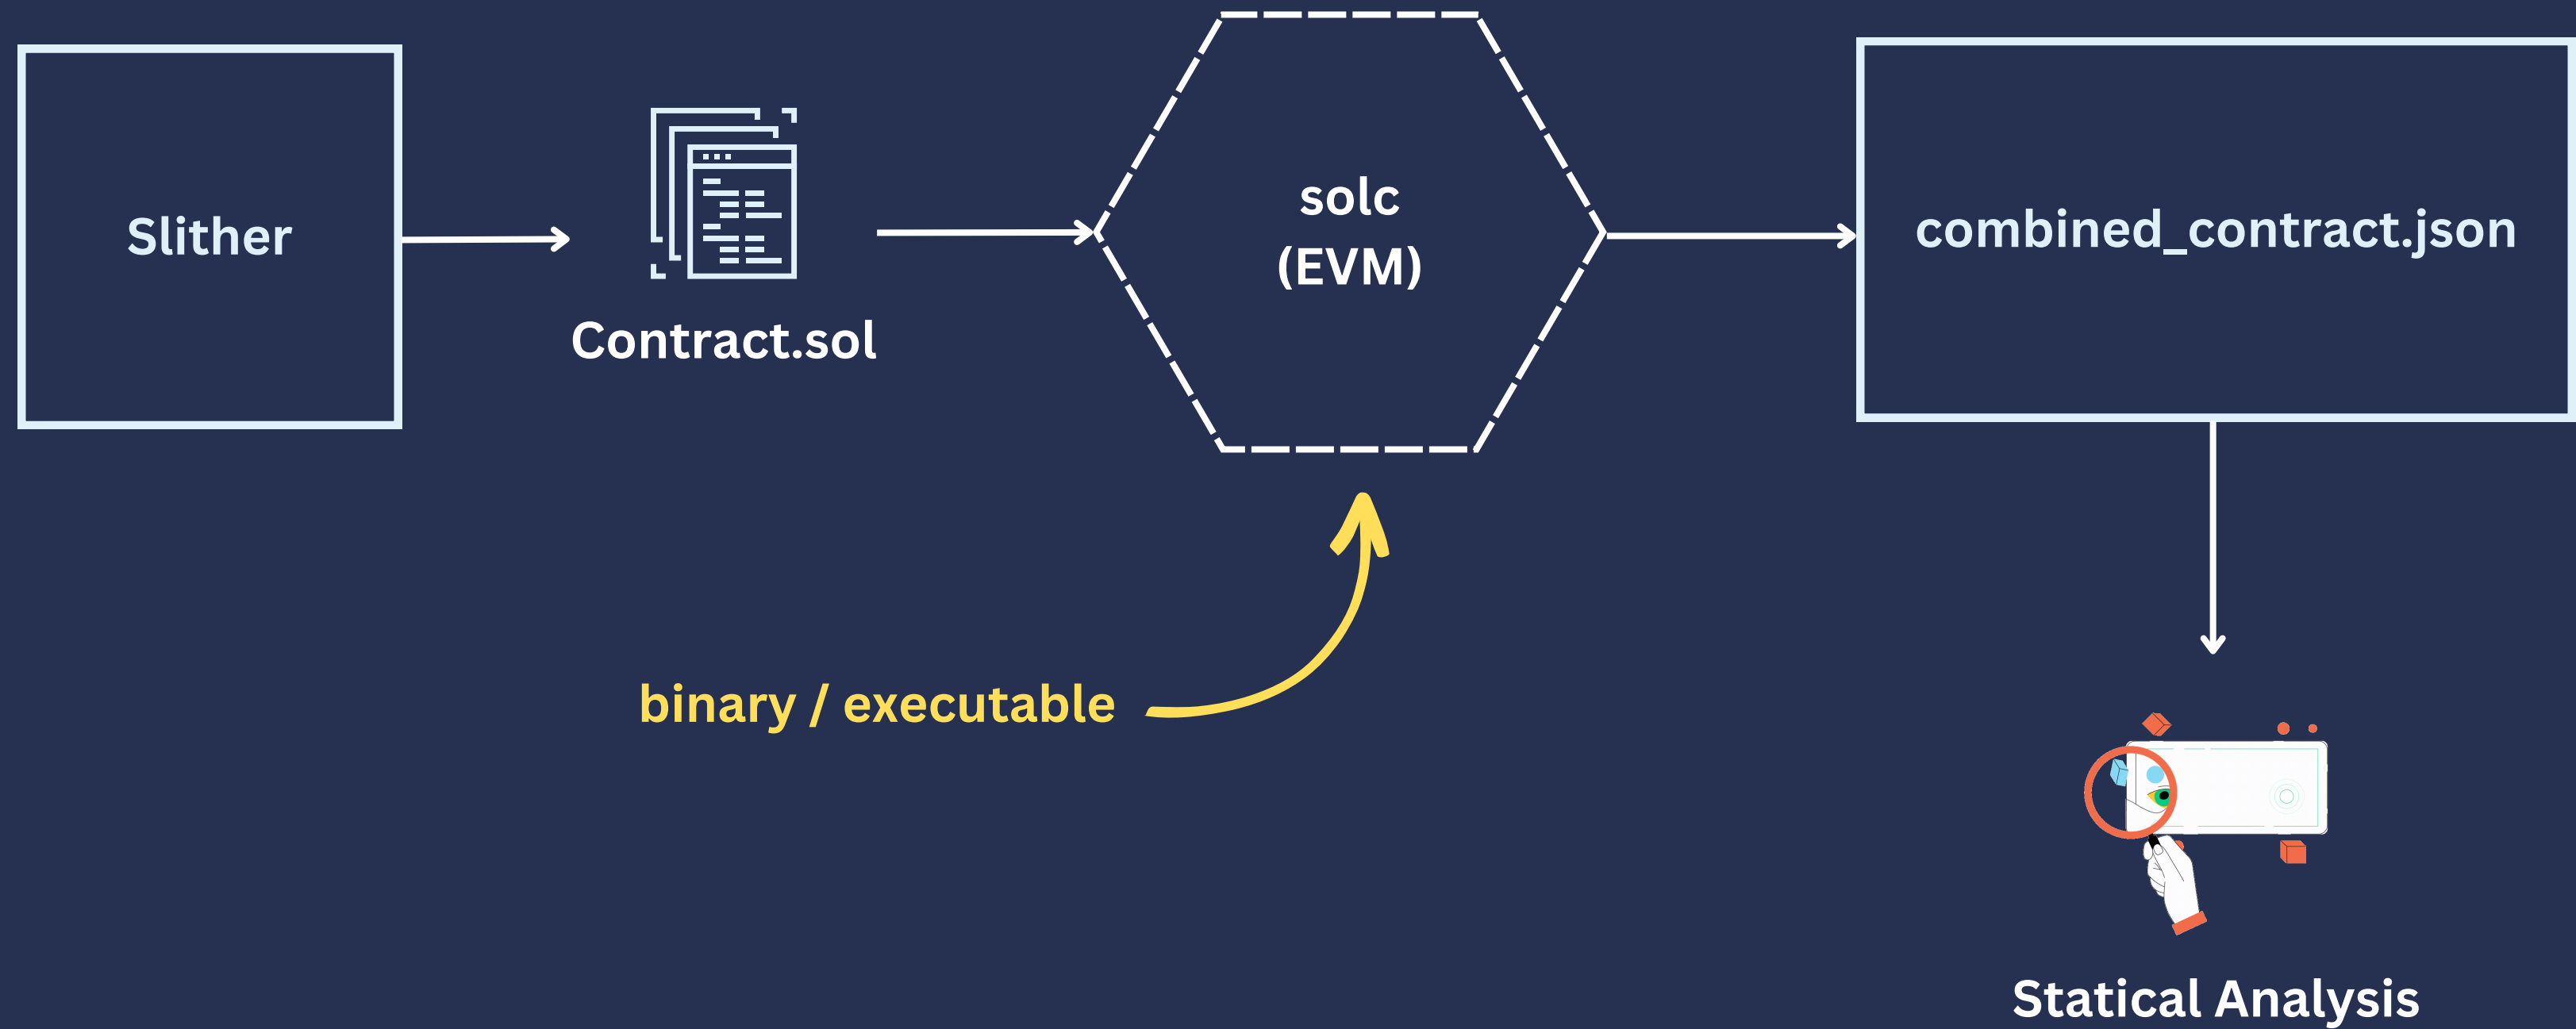 Slither
Contract.sol
solc
(EVM)
combined_contract.json
binary / executable
Statical Analysis